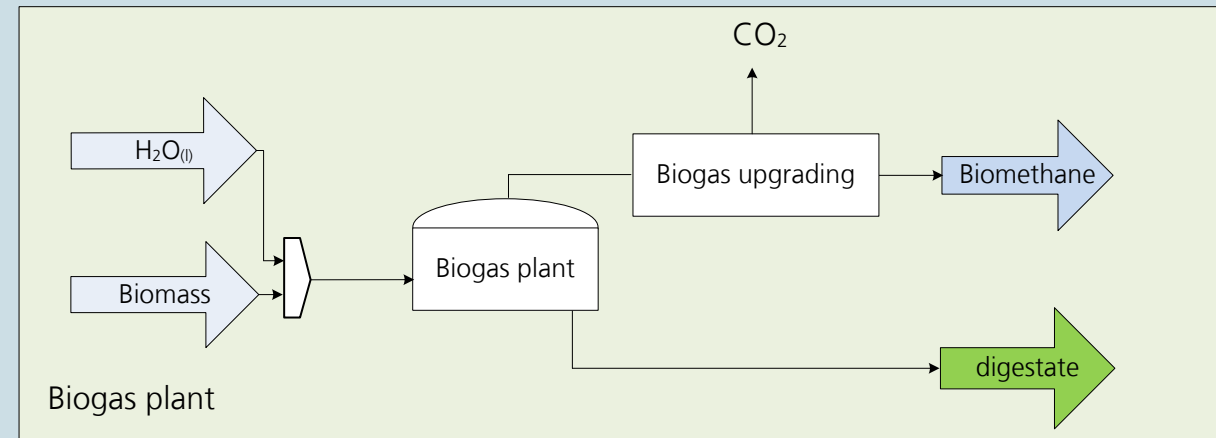 CO₂
H₂O(l)
Biogas upgrading
Biomethane
Biomass
Biogas plant
digestate
Biogas plant